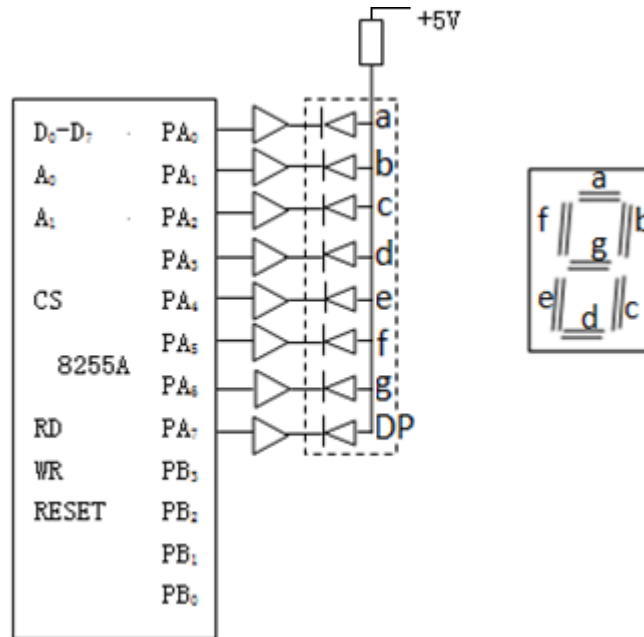 +5V
D₀-D₇ PA₀ a
A₀ PA₁ b
A₁ PA₂ c
PA₃ d
CS PA₄ e
PA₅ f
8255A
PA₆ g
RD PA₇ DP
WR PB₃
RESET PB₂
PB₁
PB₀
a
f b
g
e c
d